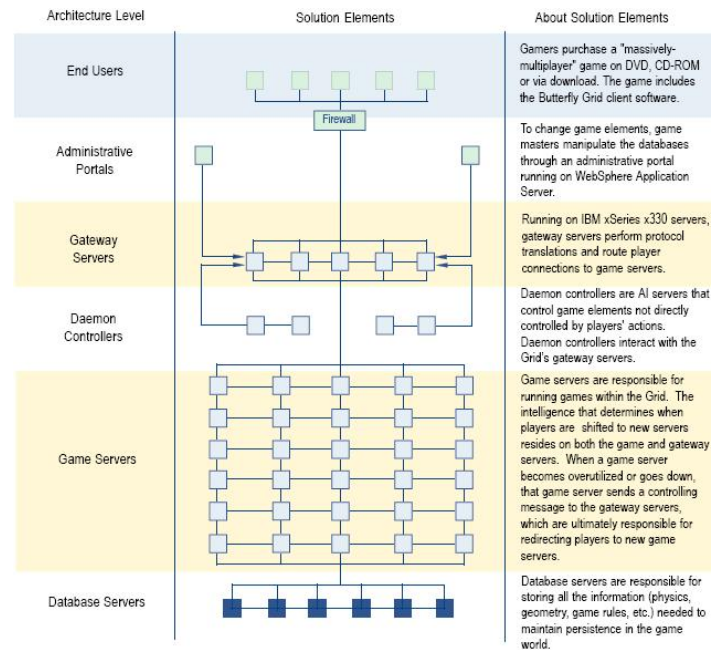 Architecture Level
Solution Elements
About Solution Elements
End Users
Firewall
Gamers purchase a "massively-
multiplayer" game on DVD, CD-ROM
or via download. The game includes
the Butterfly Grid client software.
Administrative
Portals
To change game elements, game
masters manipulate the databases
through an administrative portal
running on WebSphere Application
Server.
Gateway
Servers
Running on IBM xSeries x330 servers,
gateway servers perform protocol
translations and route player
connections to game servers.
Daemon
Controllers
Daemon controllers are AI servers that
control game elements not directly
controlled by players' actions.
Daemon controllers interact with the
Grid's gateway servers.
Game Servers
Game servers are responsible for
running games within the Grid. The
intelligence that determines when
players are shifted to new servers
resides on both the game and gateway
servers. When a game server
becomes overutilized or goes down,
that game server sends a controlling
message to the gateway servers,
which are ultimately responsible for
redirecting players to new game
servers.
Database Servers
Database servers are responsible for
storing all the information (physics,
geometry, game rules, etc.) needed to
maintain persistence in the game
world.